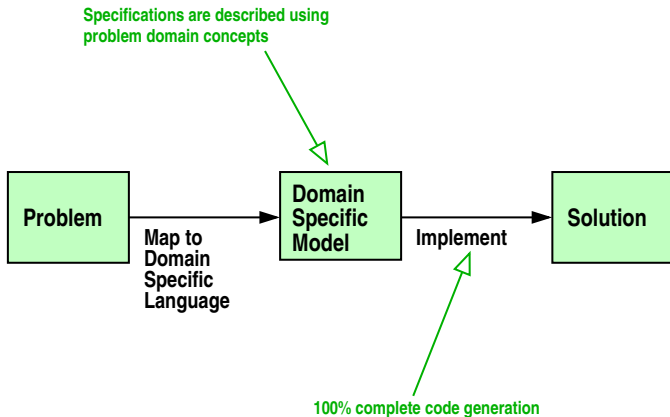 Specifications are described using
problem domain concepts
Problem
Map to
Domain
Specific
Language
Domain
Specific
Model
Implement
Solution
100% complete code generation